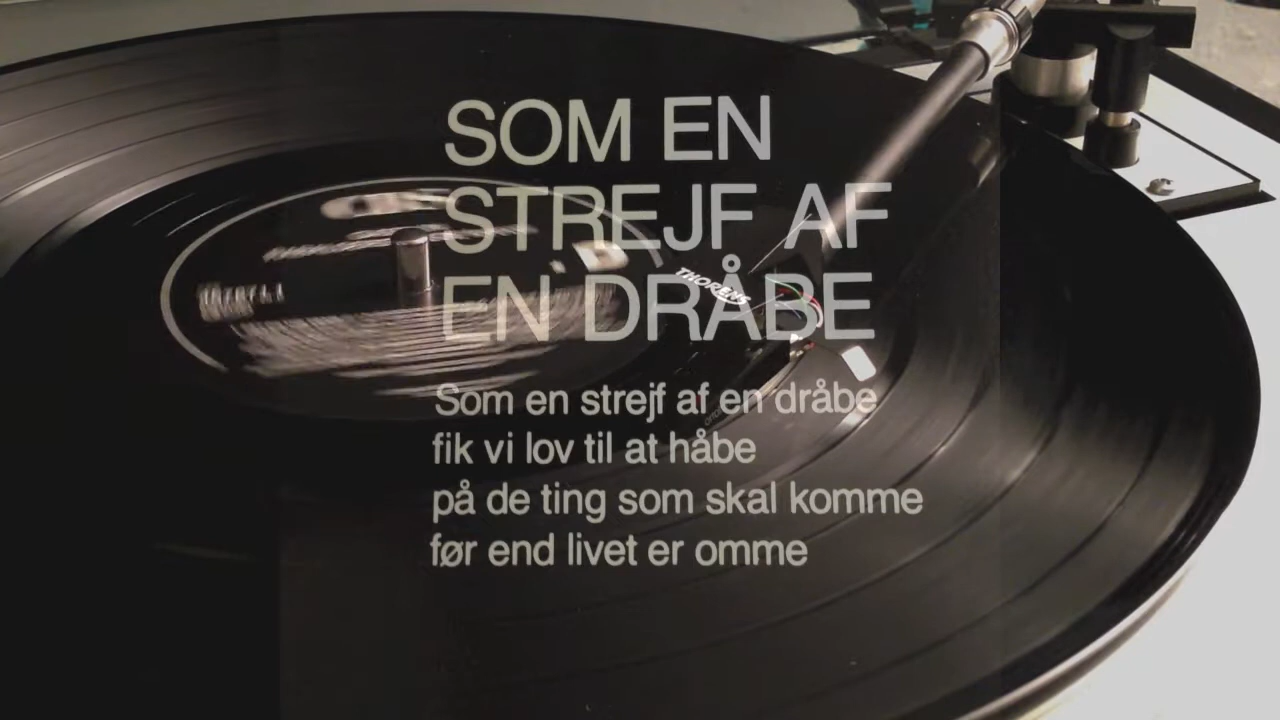 SOM EN
STREJF AF
EN DRÅBE
THORENS
Som en strejf af en dråbe
fik vi lov til at håbe
på de ting som skal komme
før end livet er omme